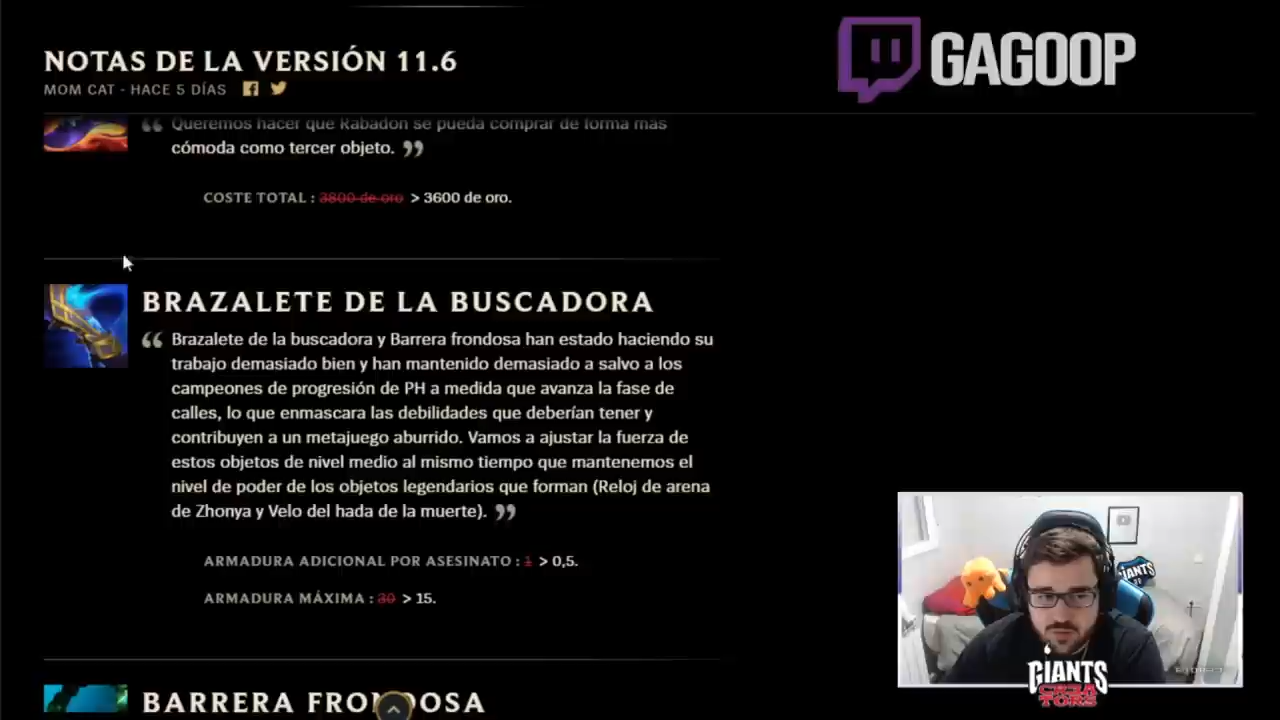 NOTAS DE LA VERSIÓN 11.6
MOM CAT - HACE 5 DÍAS
GAGOOP
“ Queremos hacer que Rabadon se pueda comprar de forma más
cómoda como tercer objeto. ”
COSTE TOTAL : 3800 de oro > 3600 de oro.
BRAZALETE DE LA BUSCADORA
“ Brazalete de la buscadora y Barrera frondosa han estado haciendo su
trabajo demasiado bien y han mantenido demasiado a salvo a los
campeones de progresión de PH a medida que avanza la fase de
calles, lo que enmascara las debilidades que deberían tener y
contribuyen a un metajuego aburrido. Vamos a ajustar la fuerza de
estos objetos de nivel medio al mismo tiempo que mantenemos el
nivel de poder de los objetos legendarios que forman (Reloj de arena
de Zhonya y Velo del hada de la muerte). ”
ARMADURA ADICIONAL POR ASESINATO : 1 > 0,5.
ARMADURA MÁXIMA : 30 > 15.
GIANTS
GIANTS
CR3A
TORS